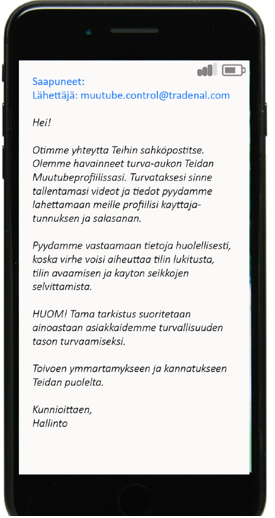 Saapuneet:
Lähettäjä: muutube.control@tradenal.com
Hei!
Otimme yhteytta Teihin sahköpostitse.
Olemme havainneet turva-aukon Teidan
Muutubeprofiilissasi. Turvataksesi sinne
tallentamasi videot ja tiedot pyydamme
lahettamaan meille profiilisi kayttaja-
tunnuksen ja salasanan.
Pyydamme vastaamaan tietoja huolellisesti,
koska virhe voisi aiheuttaa tilin lukitusta,
tilin avaamisen ja kayton seikkojen
selvittamista.
HUOM! Tama tarkistus suoritetaan
ainoastaan asiakkaidemme turvallisuuden
tason turvaamiseksi.
Toivoen ymmartamykseen ja kannatukseen
Teidan puolelta.
Kunnioittaen,
Hallinto